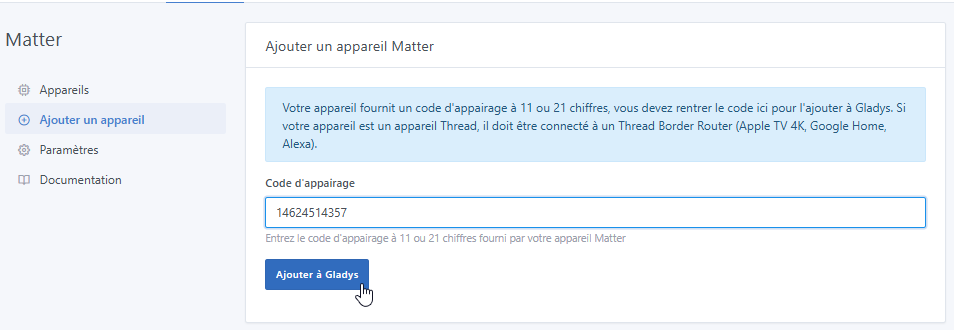 Matter
Appareils
Ajouter un appareil
Paramètres
Documentation
Ajouter un appareil Matter
Votre appareil fournit un code d'appairage à 11 ou 21 chiffres, vous devez rentrer le code ici pour l'ajouter à Gladys. Si
votre appareil est un appareil Thread, il doit être connecté à un Thread Border Router (Apple TV 4K, Google Home,
Alexa).
Code d'appairage
14624514357
Entrez le code d'appairage à 11 ou 21 chiffres fourni par votre appareil Matter
Ajouter à Gladys